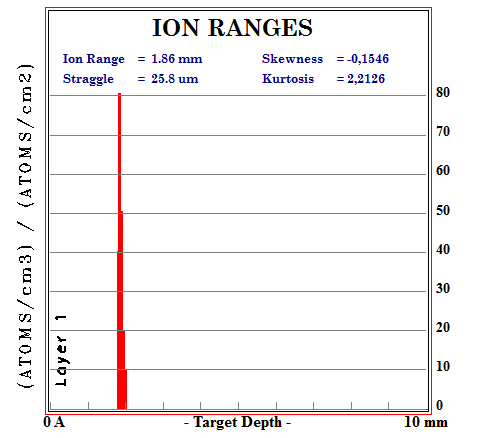 ION RANGES
Ion Range = 1.86 mm Skewness = -0,1546
Straggle = 25.8 um Kurtosis = 2,2126
(ATOMS/cm3) / (ATOMS/cm2)
80
70
60
50
40
30
20
10
0
Layer 1
0 A - Target Depth - 10 mm